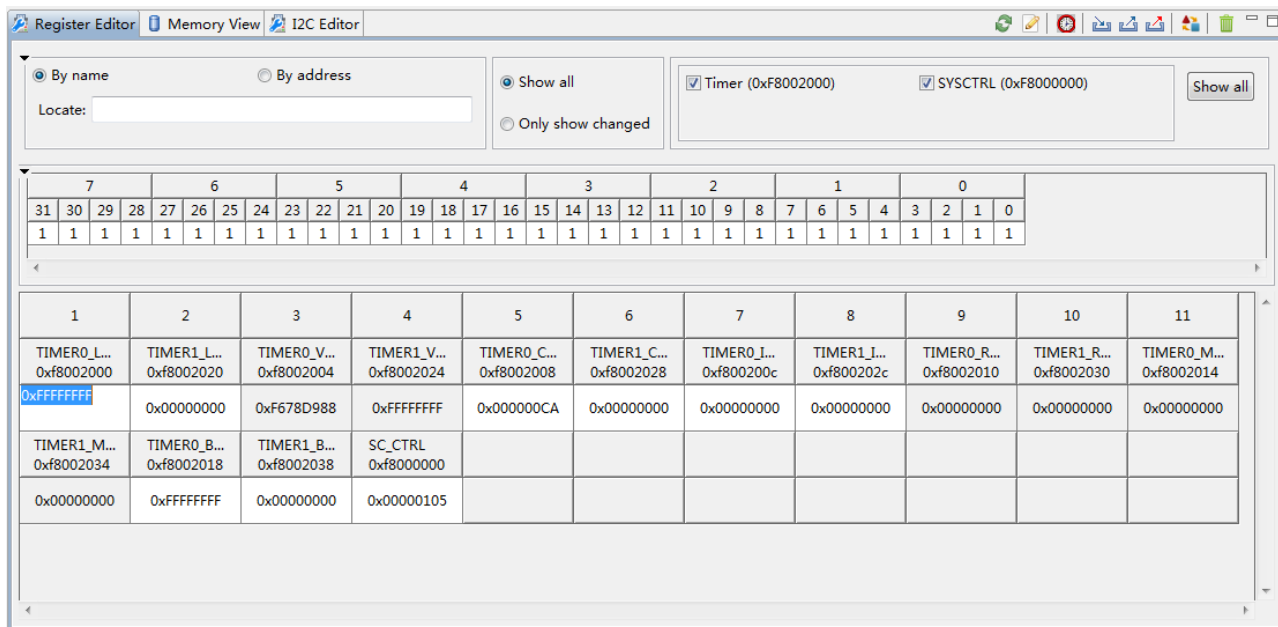 Register Editor Memory View I2C Editor
By name By address
Locate:
Show all
Only show changed
Timer (0xF8002000) SYSCTRL (0xF8000000)
Show all
7 6 5 4 3 2 1 0
31 30 29 28 27 26 25 24 23 22 21 20 19 18 17 16 15 14 13 12 11 10 9 8 7 6 5 4 3 2 1 0
1 1 1 1 1 1 1 1 1 1 1 1 1 1 1 1 1 1 1 1 1 1 1 1 1 1 1 1 1 1 1 1
1 2 3 4 5 6 7 8 9 10 11
TIMER0_L... TIMER1_L... TIMER0_V... TIMER1_V... TIMER0_C... TIMER1_C... TIMER0_I... TIMER1_I... TIMER0_R... TIMER1_R... TIMER0_M...
0xf8002000 0xf8002020 0xf8002004 0xf8002024 0xf8002008 0xf8002028 0xf800200c 0xf800202c 0xf8002010 0xf8002030 0xf8002014
0xFFFFFFFF 0x00000000 0xF678D988 0xFFFFFFFF 0x000000CA 0x00000000 0x00000000 0x00000000 0x00000000 0x00000000 0x00000000
TIMER1_M... TIMER0_B... TIMER1_B... SC_CTRL
0xf8002034 0xf8002018 0xf8002038 0xf8000000
0x00000000 0xFFFFFFFF 0x00000000 0x00000105